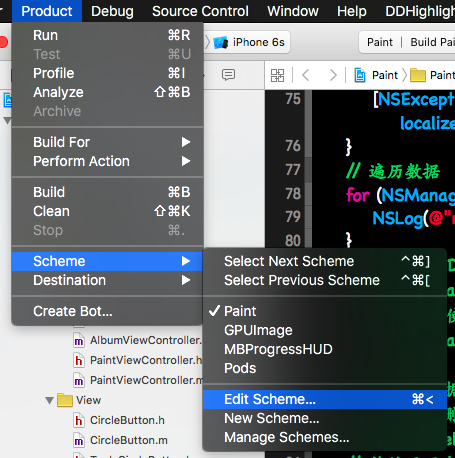 Product Debug Source Control Window Help DDHighlig
Run ⌘R
Test ⌘U
Profile ⌘I
Analyze ⇧⌘B
Archive
Build For
Perform Action
Build ⌘B
Clean ⇧⌘K
Stop ⌘.
Scheme
Destination
Create Bot...
iPhone 6s
Paint Build Pai
Paint Paint
75 [NSExcept
localize
76 }
77 // 遍历数据
78 for (NSManag
79 NSLog(@"n
80 }
Select Next Scheme ^⌘]
Select Previous Scheme ^⌘[
✓ Paint
GPUImage
MBProgressHUD
Pods
Edit Scheme... ⌘<
New Scheme...
Manage Schemes...
m AlbumViewController.m
h PaintViewController.h
m PaintViewController.m
View
h CircleButton.h
m CircleButton.m